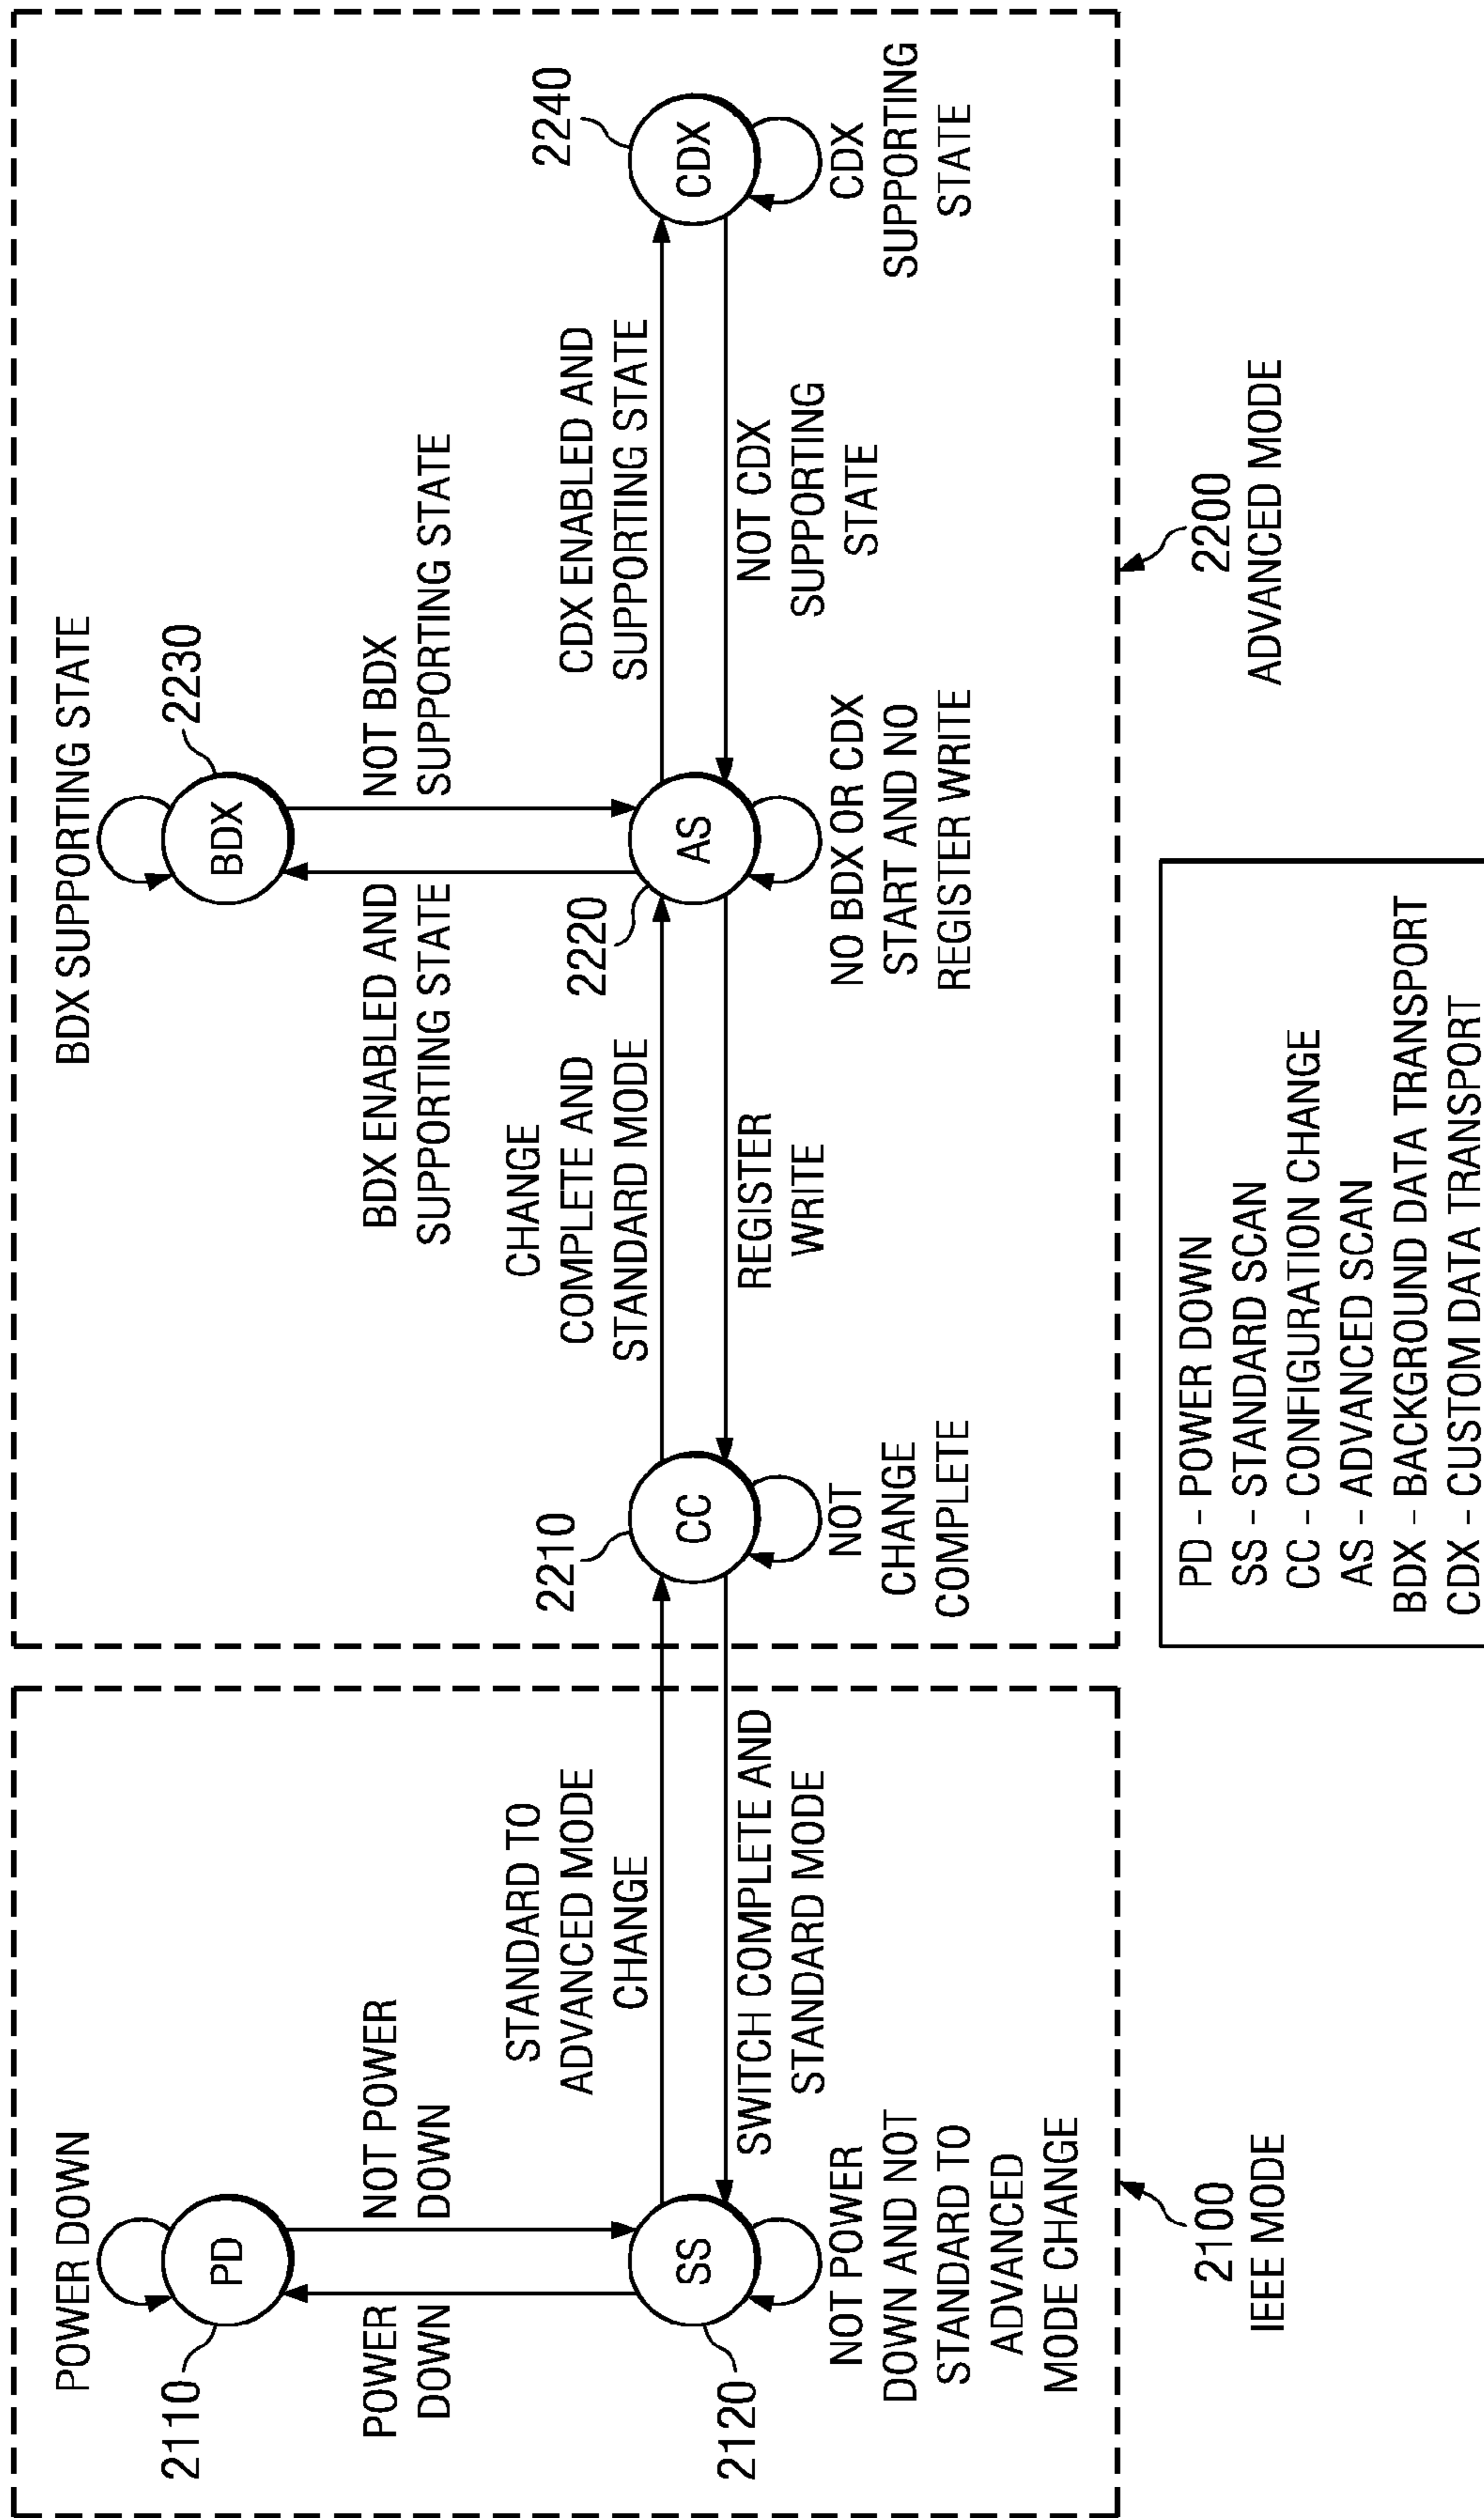 POWER DOWN
2110
PD
POWER
DOWN
NOT POWER
DOWN
2120
SS
NOT POWER
DOWN AND NOT
STANDARD TO
ADVANCED
MODE CHANGE
STANDARD TO
ADVANCED MODE
CHANGE
SWITCH COMPLETE AND
STANDARD MODE
2100
IEEE MODE
2210
CC
NOT
CHANGE
COMPLETE
CHANGE
COMPLETE AND
STANDARD MODE
REGISTER
WRITE
BDX SUPPORTING STATE
2230
BDX
BDX ENABLED AND
SUPPORTING STATE
NOT BDX
SUPPORTING STATE
2220
AS
NO BDX OR CDX
START AND NO
REGISTER WRITE
CDX ENABLED AND
SUPPORTING STATE
NOT CDX
SUPPORTING
STATE
2240
CDX
CDX
SUPPORTING
STATE
2200
ADVANCED MODE
PD - POWER DOWN
SS - STANDARD SCAN
CC - CONFIGURATION CHANGE
AS - ADVANCED SCAN
BDX - BACKGROUND DATA TRANSPORT
CDX - CUSTOM DATA TRANSPORT